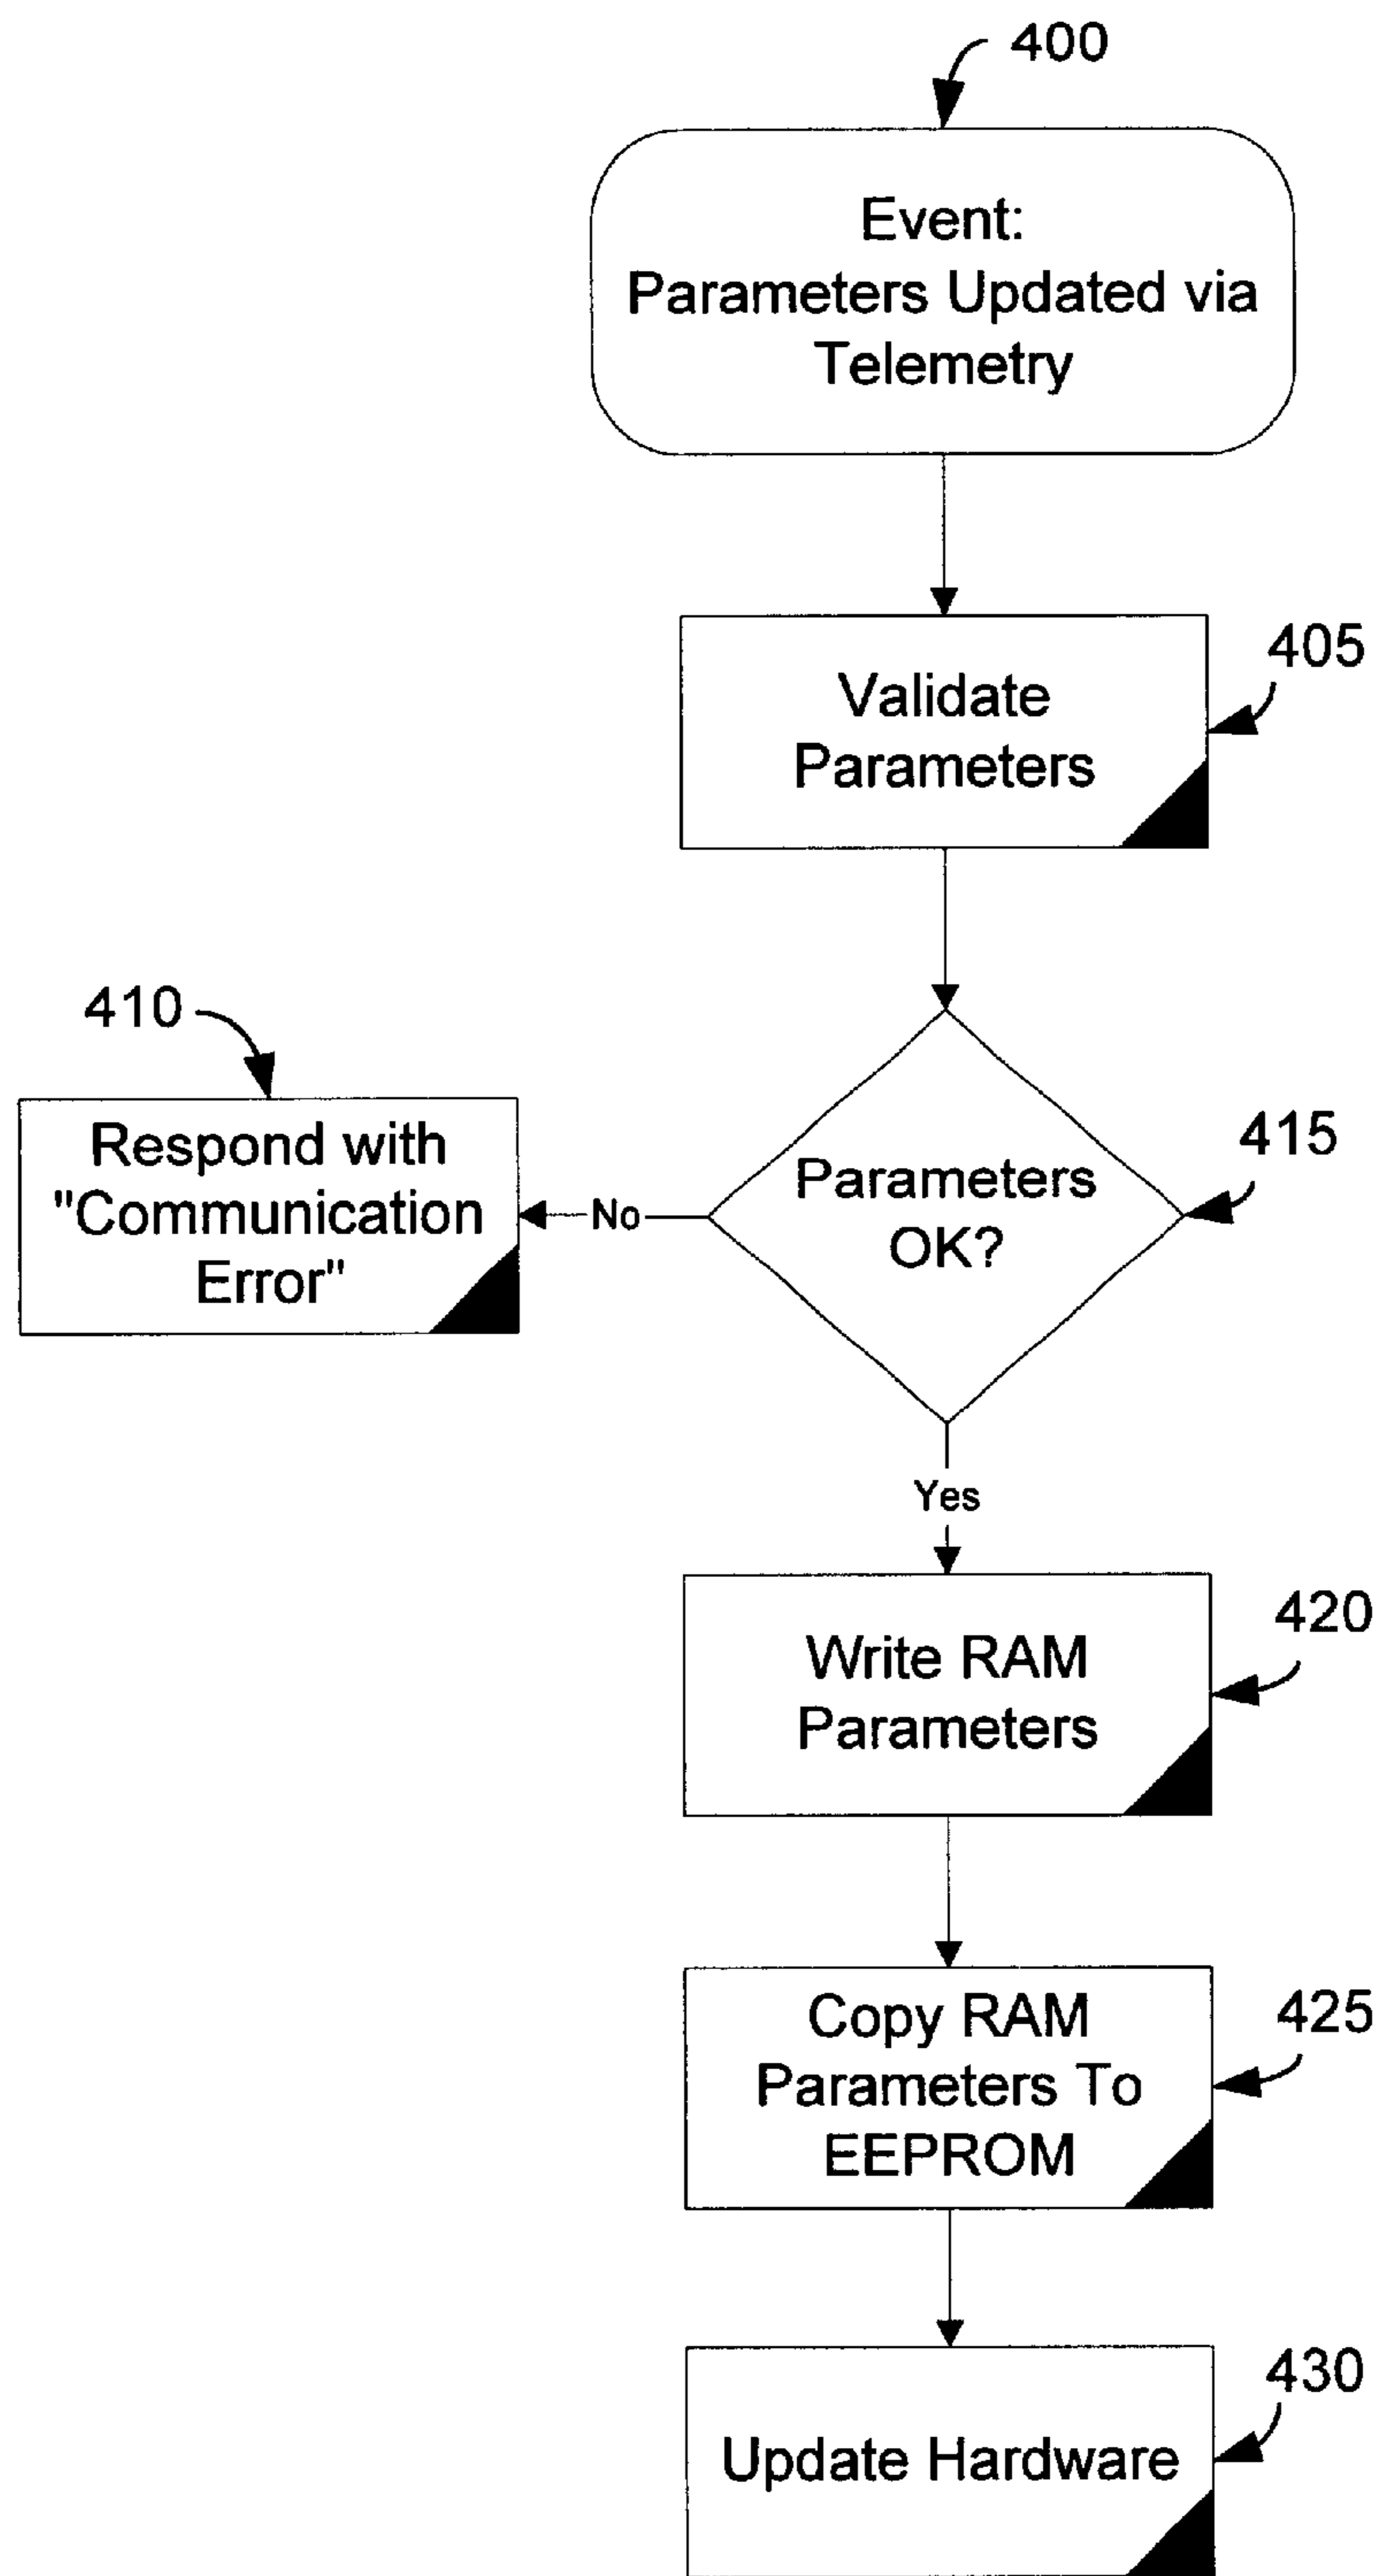 400
Event:
Parameters Updated via
Telemetry
405
Validate
Parameters
410
Respond with
"Communication
Error"
No
Parameters
OK?
415
Yes
420
Write RAM
Parameters
425
Copy RAM
Parameters To
EEPROM
430
Update Hardware